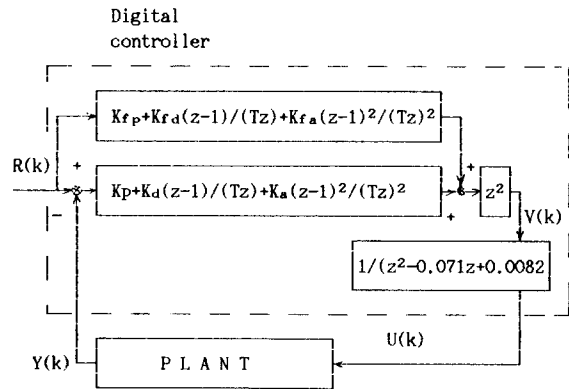 Digital
controller
Kfp+Kfd(z-1)/(Tz)+Kfa(z-1)²/(Tz)²
R(k)
+
+
Kp+Kd(z-1)/(Tz)+Ka(z-1)²/(Tz)²
z²
−
+
V(k)
1/(z²-0.071z+0.0082
U(k)
Y(k)
P L A N T